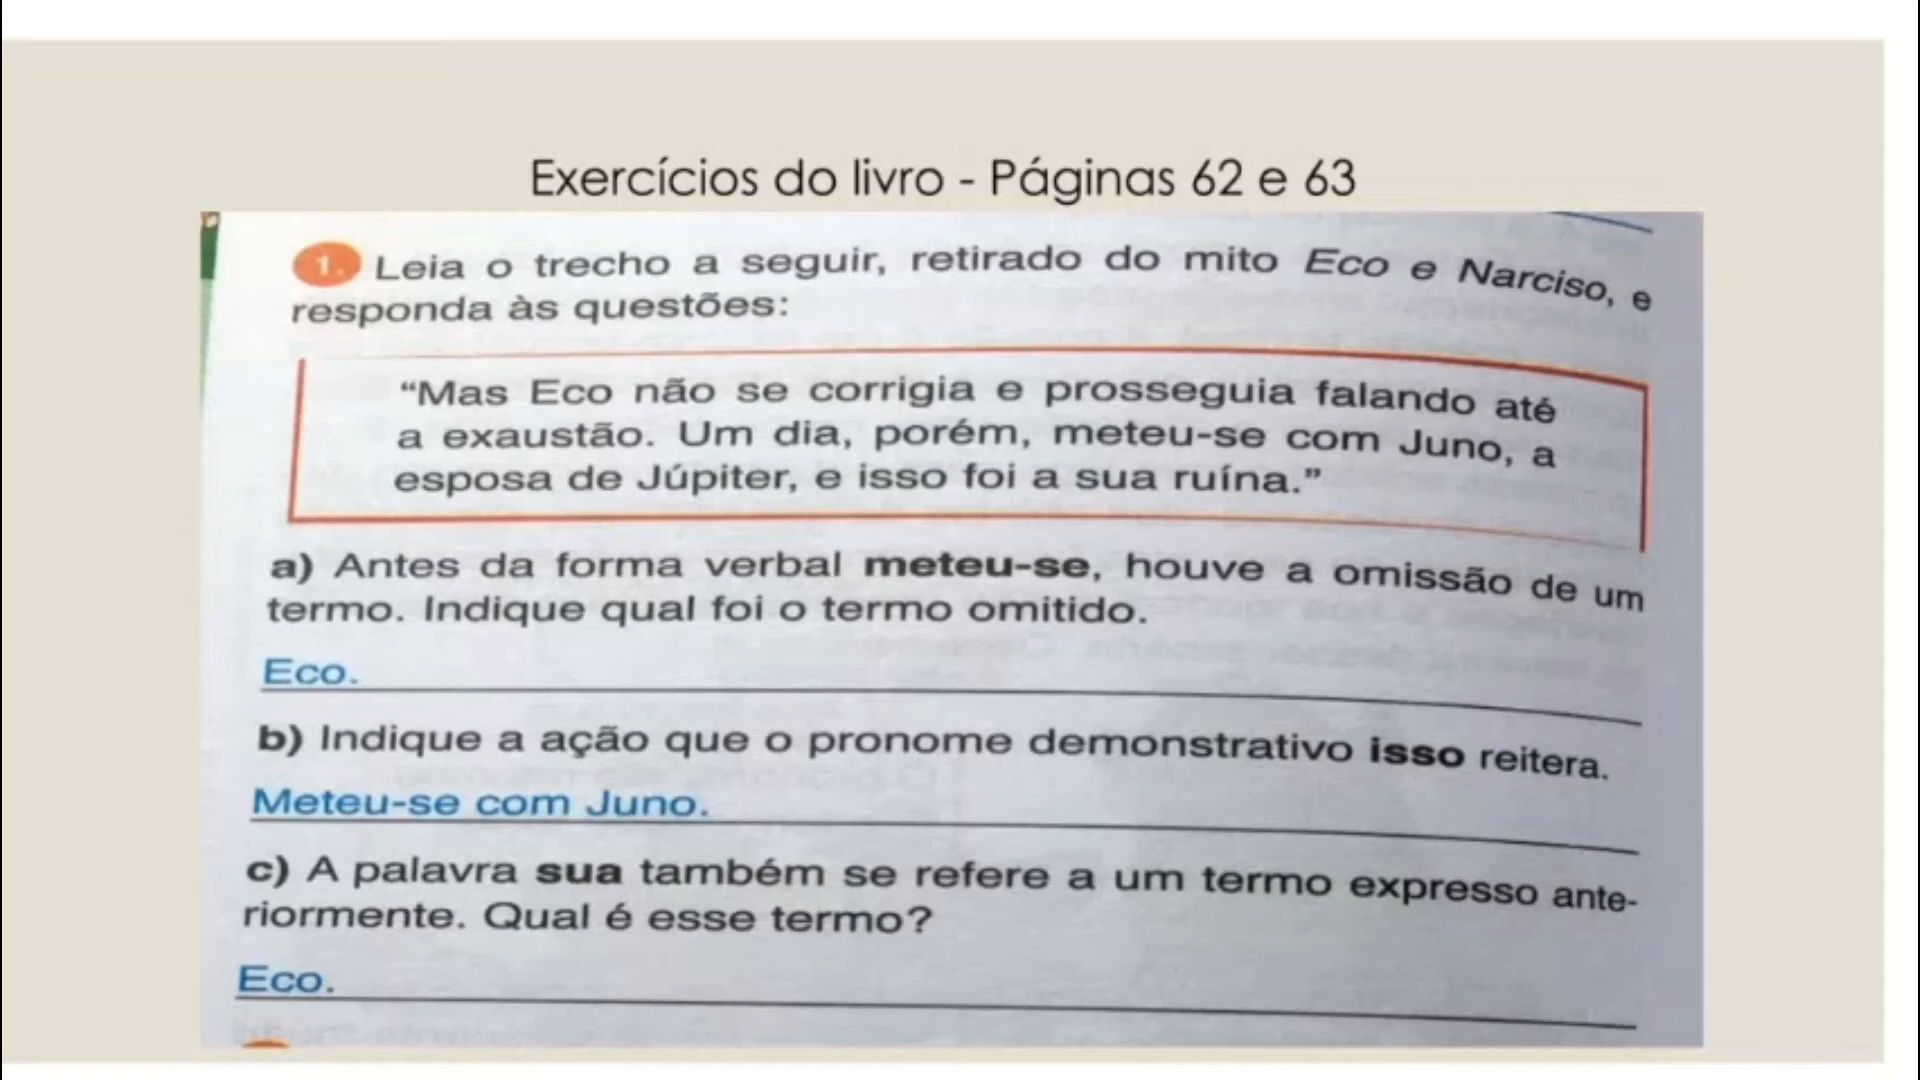 Exercícios do livro - Páginas 62 e 63
1. Leia o trecho a seguir, retirado do mito Eco e Narciso, e
responda às questões:
“Mas Eco não se corrigia e prosseguia falando até
a exaustão. Um dia, porém, meteu-se com Juno, a
esposa de Júpiter, e isso foi a sua ruína.”
a) Antes da forma verbal meteu-se, houve a omissão de um
termo. Indique qual foi o termo omitido.
Eco.
b) Indique a ação que o pronome demonstrativo isso reitera.
Meteu-se com Juno.
c) A palavra sua também se refere a um termo expresso ante-
riormente. Qual é esse termo?
Eco.